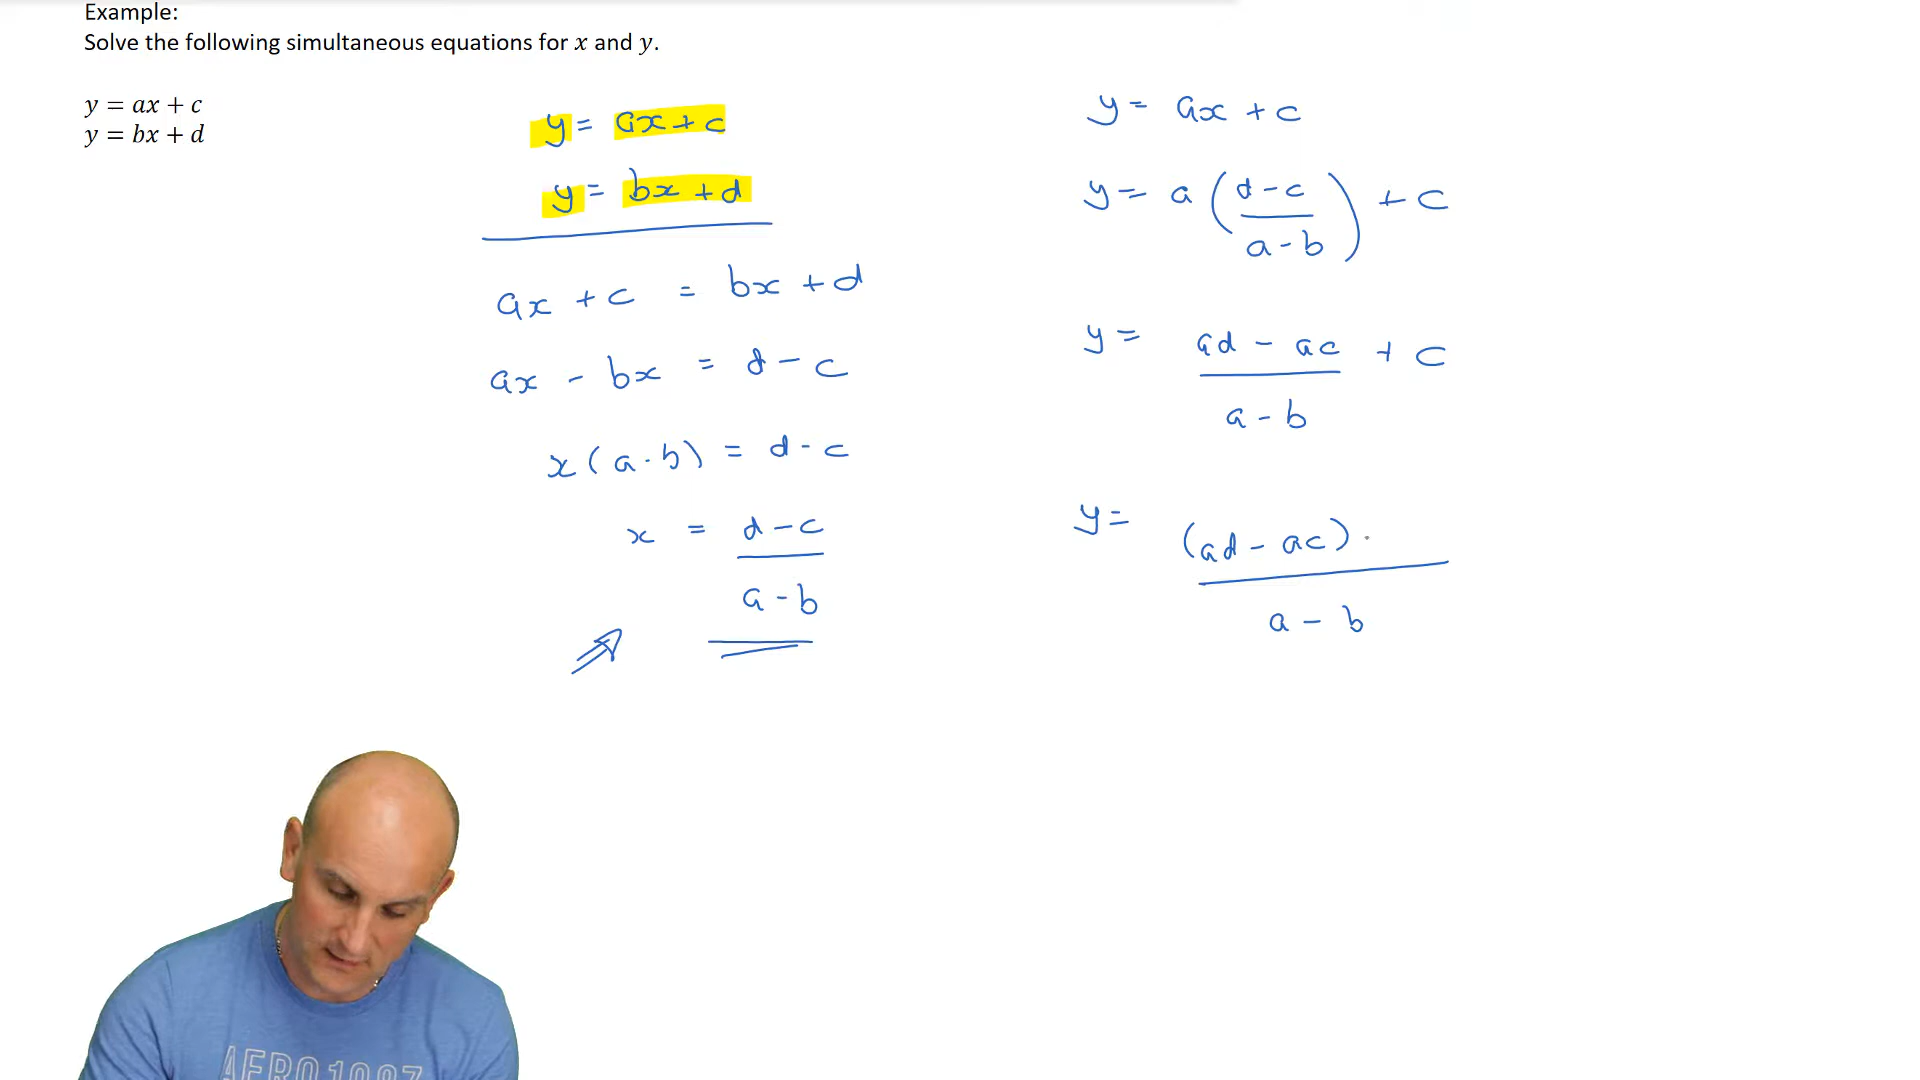 Example:
Solve the following simultaneous equations for x and y.
y = ax + c
y = bx + d
y = ax + c
y = bx + d
ax + c = bx + d
ax - bx = d - c
x(a - b) = d - c
x = d - c
a - b
y = ax + c
y = a(d - c) + c
a - b
y = ad - ac + c
a - b
y = (ad - ac)
a - b